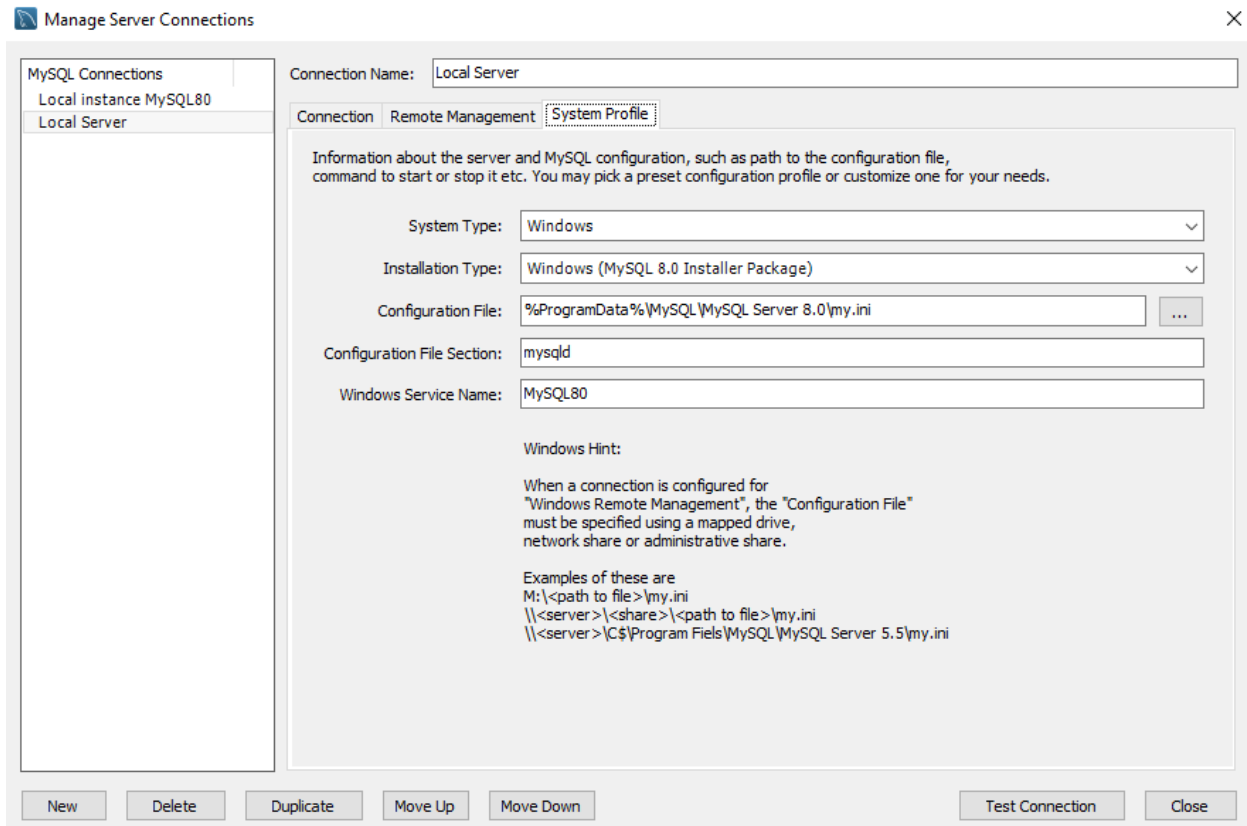 Manage Server Connections
MySQL Connections
Local instance MySQL80
Local Server
Connection Name: Local Server
Connection Remote Management System Profile
Information about the server and MySQL configuration, such as path to the configuration file,
command to start or stop it etc. You may pick a preset configuration profile or customize one for your needs.
System Type: Windows
Installation Type: Windows (MySQL 8.0 Installer Package)
Configuration File: %ProgramData%\MySQL\MySQL Server 8.0\my.ini ...
Configuration File Section: mysqld
Windows Service Name: MySQL80
Windows Hint:
When a connection is configured for
"Windows Remote Management", the "Configuration File"
must be specified using a mapped drive,
network share or administrative share.
Examples of these are
M:\<path to file>\my.ini
\\<server>\<share>\<path to file>\my.ini
\\<server>\C$\Program Fiels\MySQL\MySQL Server 5.5\my.ini
New Delete Duplicate Move Up Move Down Test Connection Close